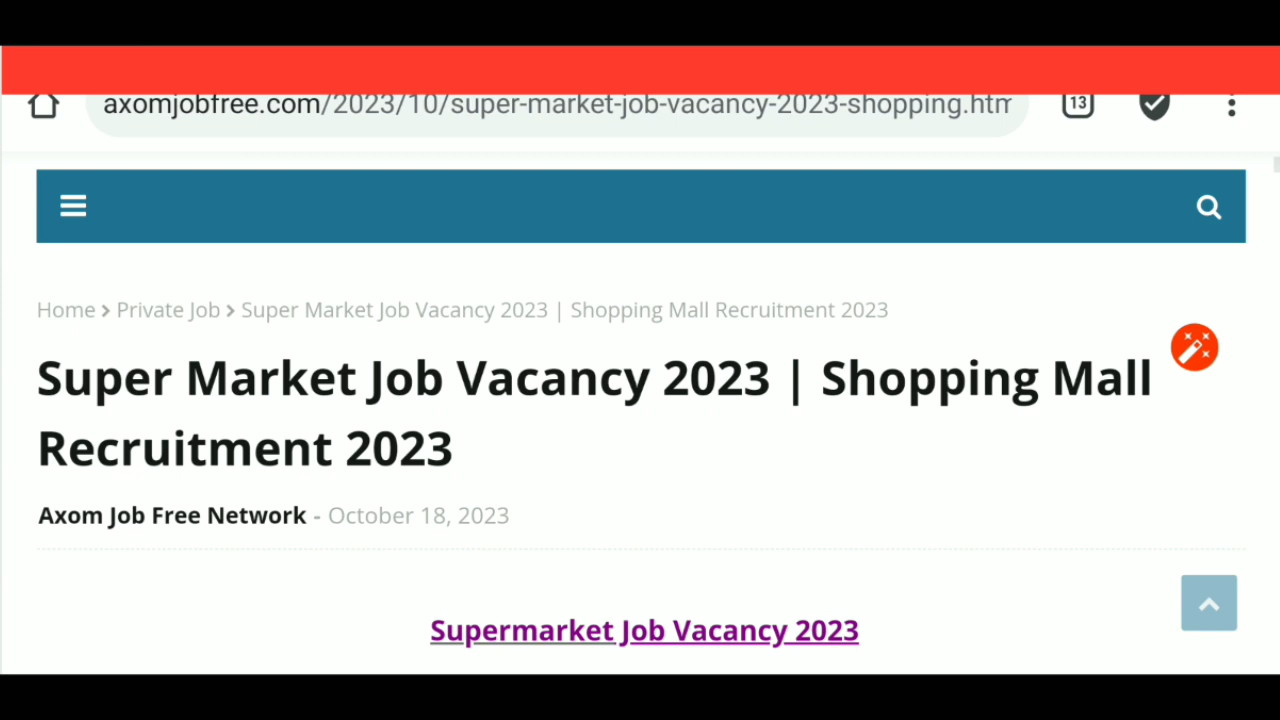 axomjobfree.com/2023/10/super-market-job-vacancy-2023-shopping.htm
13
Home > Private Job > Super Market Job Vacancy 2023 | Shopping Mall Recruitment 2023
Super Market Job Vacancy 2023 | Shopping Mall
Recruitment 2023
Axom Job Free Network - October 18, 2023
Supermarket Job Vacancy 2023